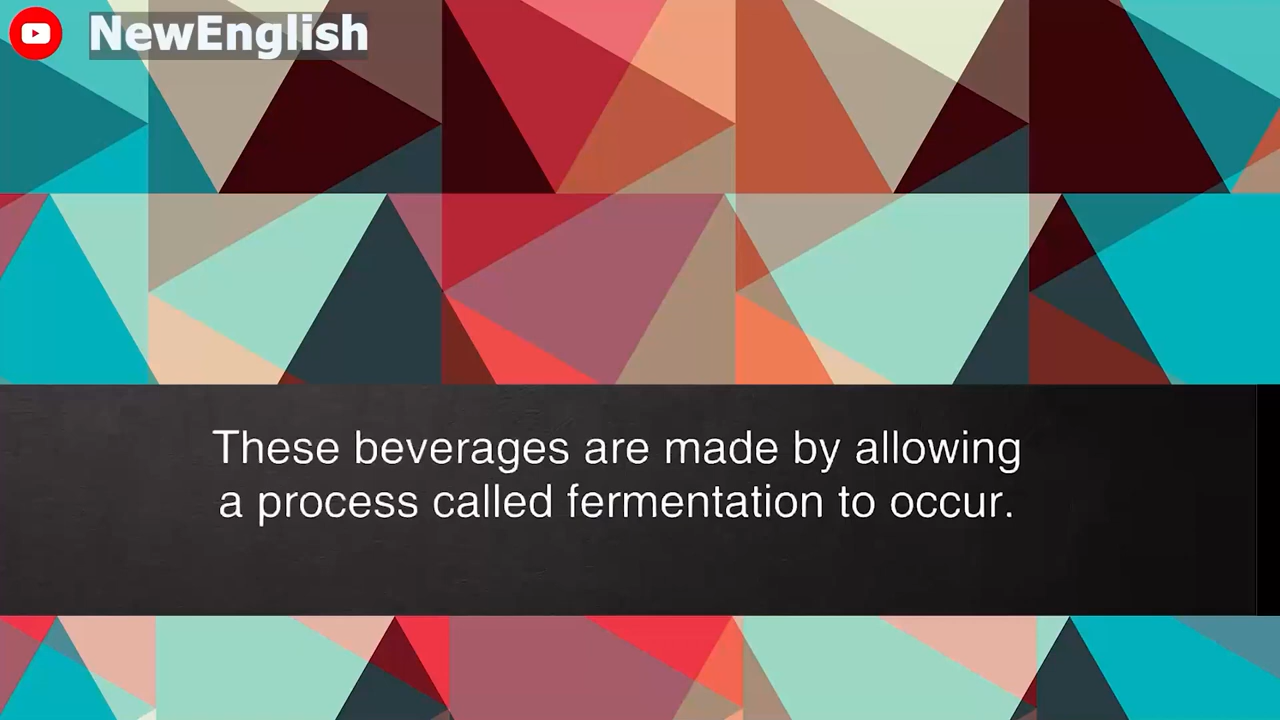 NewEnglish
These beverages are made by allowing
a process called fermentation to occur.